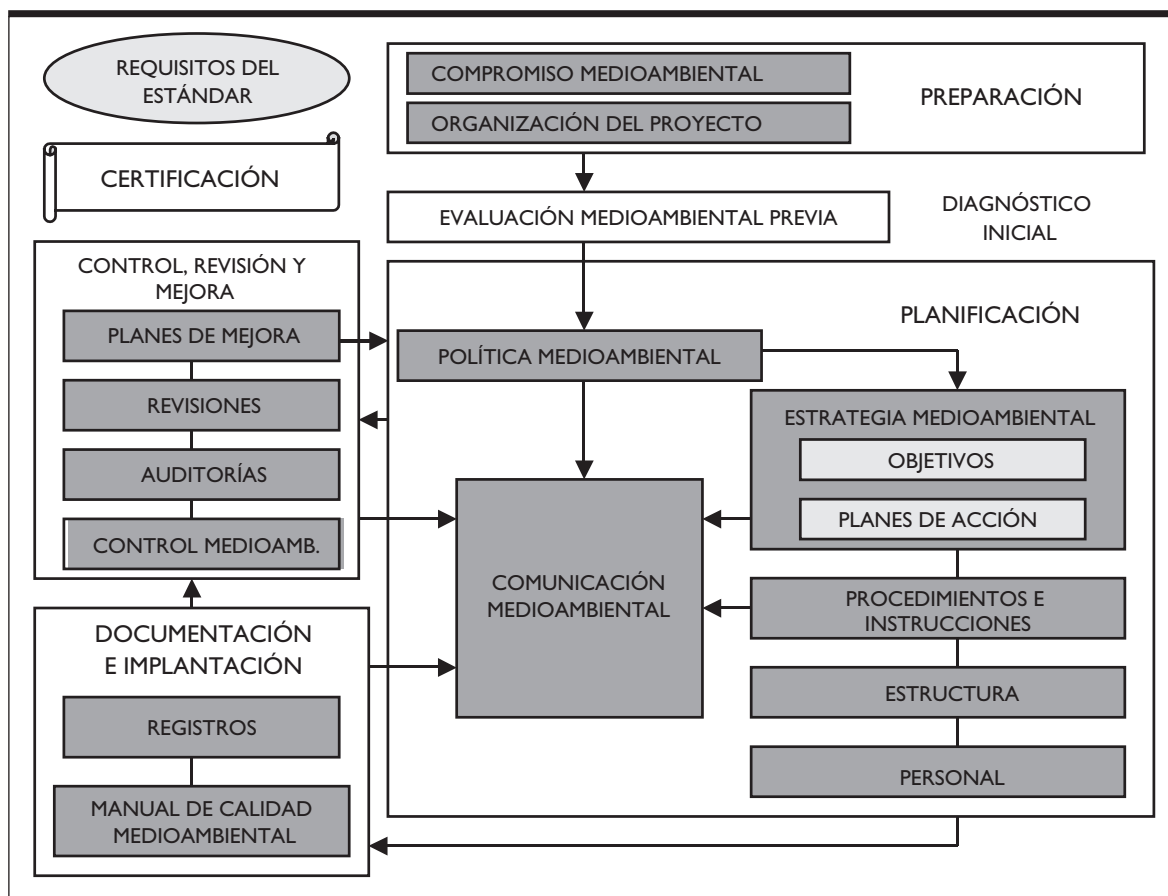 REQUISITOS DEL
ESTÁNDAR
CERTIFICACIÓN
COMPROMISO MEDIOAMBIENTAL
ORGANIZACIÓN DEL PROYECTO
PREPARACIÓN
EVALUACIÓN MEDIOAMBIENTAL PREVIA
DIAGNÓSTICO
INICIAL
CONTROL, REVISIÓN Y
MEJORA
PLANES DE MEJORA
REVISIONES
AUDITORÍAS
CONTROL MEDIOAMB.
PLANIFICACIÓN
POLÍTICA MEDIOAMBIENTAL
ESTRATEGIA MEDIOAMBIENTAL
OBJETIVOS
PLANES DE ACCIÓN
COMUNICACIÓN
MEDIOAMBIENTAL
PROCEDIMIENTOS E
INSTRUCCIONES
ESTRUCTURA
PERSONAL
DOCUMENTACIÓN
E IMPLANTACIÓN
REGISTROS
MANUAL DE CALIDAD
MEDIOAMBIENTAL